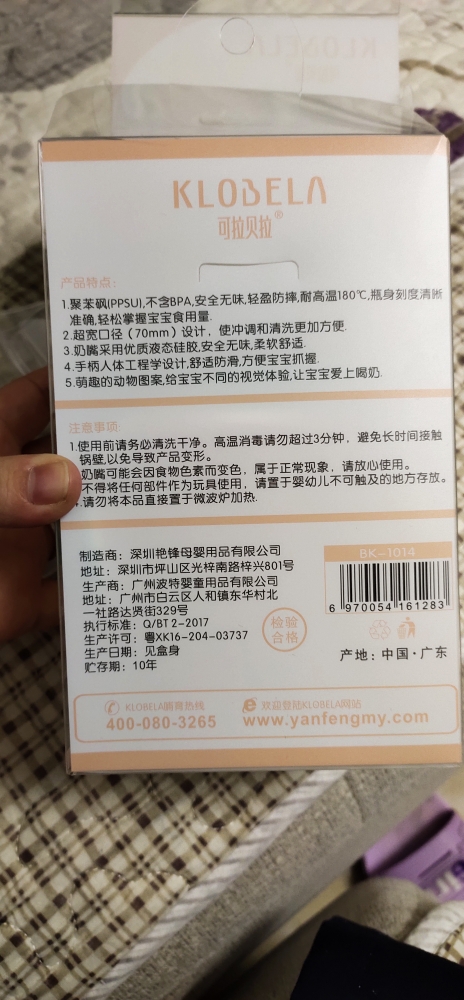 KLOBELA
可拉贝拉®
产品特点:
1.聚苯砜(PPSU),不含BPA,安全无味,轻盈防摔,耐高温180℃,瓶身刻度清晰
准确,轻松掌握宝宝食用量.
2.超宽口径（70mm）设计，使冲调和清洗更加方便.
3.奶嘴采用优质液态硅胶,安全无味,柔软舒适.
4.手柄人体工程学设计,舒适防滑,方便宝宝抓握.
5.萌趣的动物图案,给宝宝不同的视觉体验,让宝宝爱上喝奶.
注意事项:
1.使用前请务必清洗干净。高温消毒请勿超过3分钟，避免长时间接触
锅壁,以免导致产品变形。
奶嘴可能会因食物色素而变色，属于正常现象，请放心使用。
不得将任何部件作为玩具使用，请置于婴幼儿不可触及的地方存放。
.请勿将本品直接置于微波炉加热.
制造商：深圳艳锋母婴用品有限公司
地址：深圳市坪山区光梓南路梓兴801号
生产商：广州波特婴童用品有限公司
地址：广州市白云区人和镇东华村北
一社路达贤街329号
执行标准：Q/BT 2-2017
生产许可：粤XK16-204-03737
生产日期：见盒身
贮存期：10年
检验
合格
BK-1014
6 970054 161283
产地：中国·广东
KLOBELA哺育热线
400-080-3265
欢迎登陆KLOBELA网站
www.yanfengmy.com